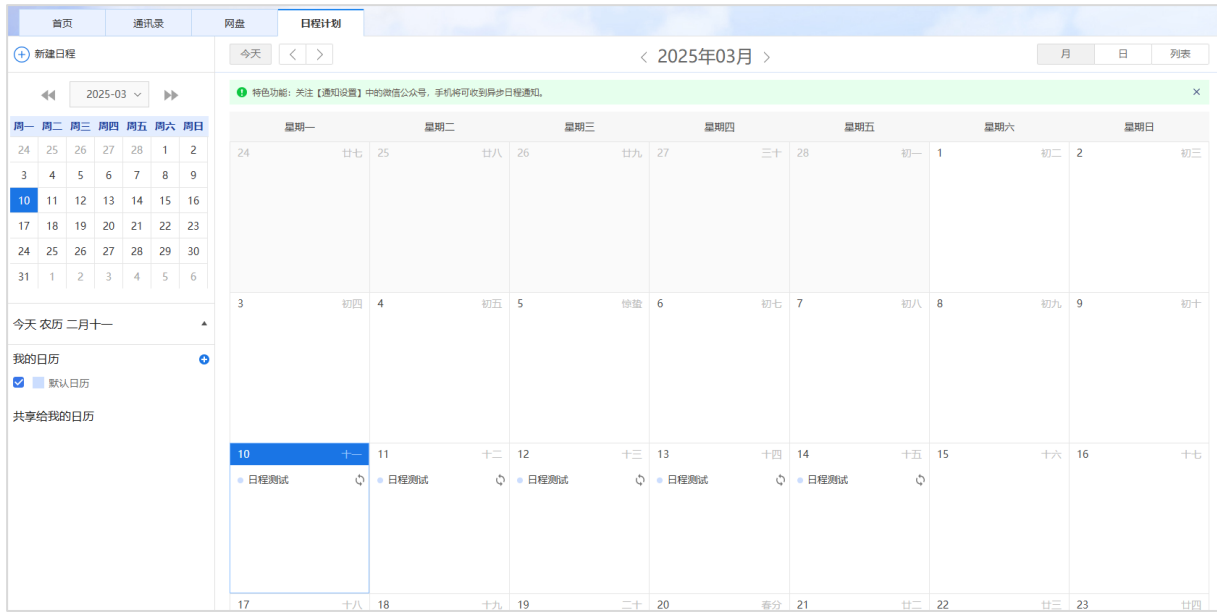 首页 通讯录 网盘 日程计划
新建日程
今天 2025年03月 月 日 列表
2025-03
特色功能：关注【通知设置】中的微信公众号，手机将可收到异步日程通知。
周一 周二 周三 周四 周五 周六 周日
24 25 26 27 28 1 2
3 4 5 6 7 8 9
10 11 12 13 14 15 16
17 18 19 20 21 22 23
24 25 26 27 28 29 30
31 1 2 3 4 5 6
今天 农历 二月十一
我的日历
默认日历
共享给我的日历
星期一 星期二 星期三 星期四 星期五 星期六 星期日
24 廿七 25 廿八 26 廿九 27 三十 28 初一 1 初二 2 初三
3 初四 4 初五 5 惊蛰 6 初七 7 初八 8 初九 9 初十
10 十一 11 十二 12 十三 13 十四 14 十五 15 十六 16 十七
日程测试 日程测试 日程测试 日程测试 日程测试
17 十八 18 十九 19 二十 20 春分 21 廿二 22 廿三 23 廿四